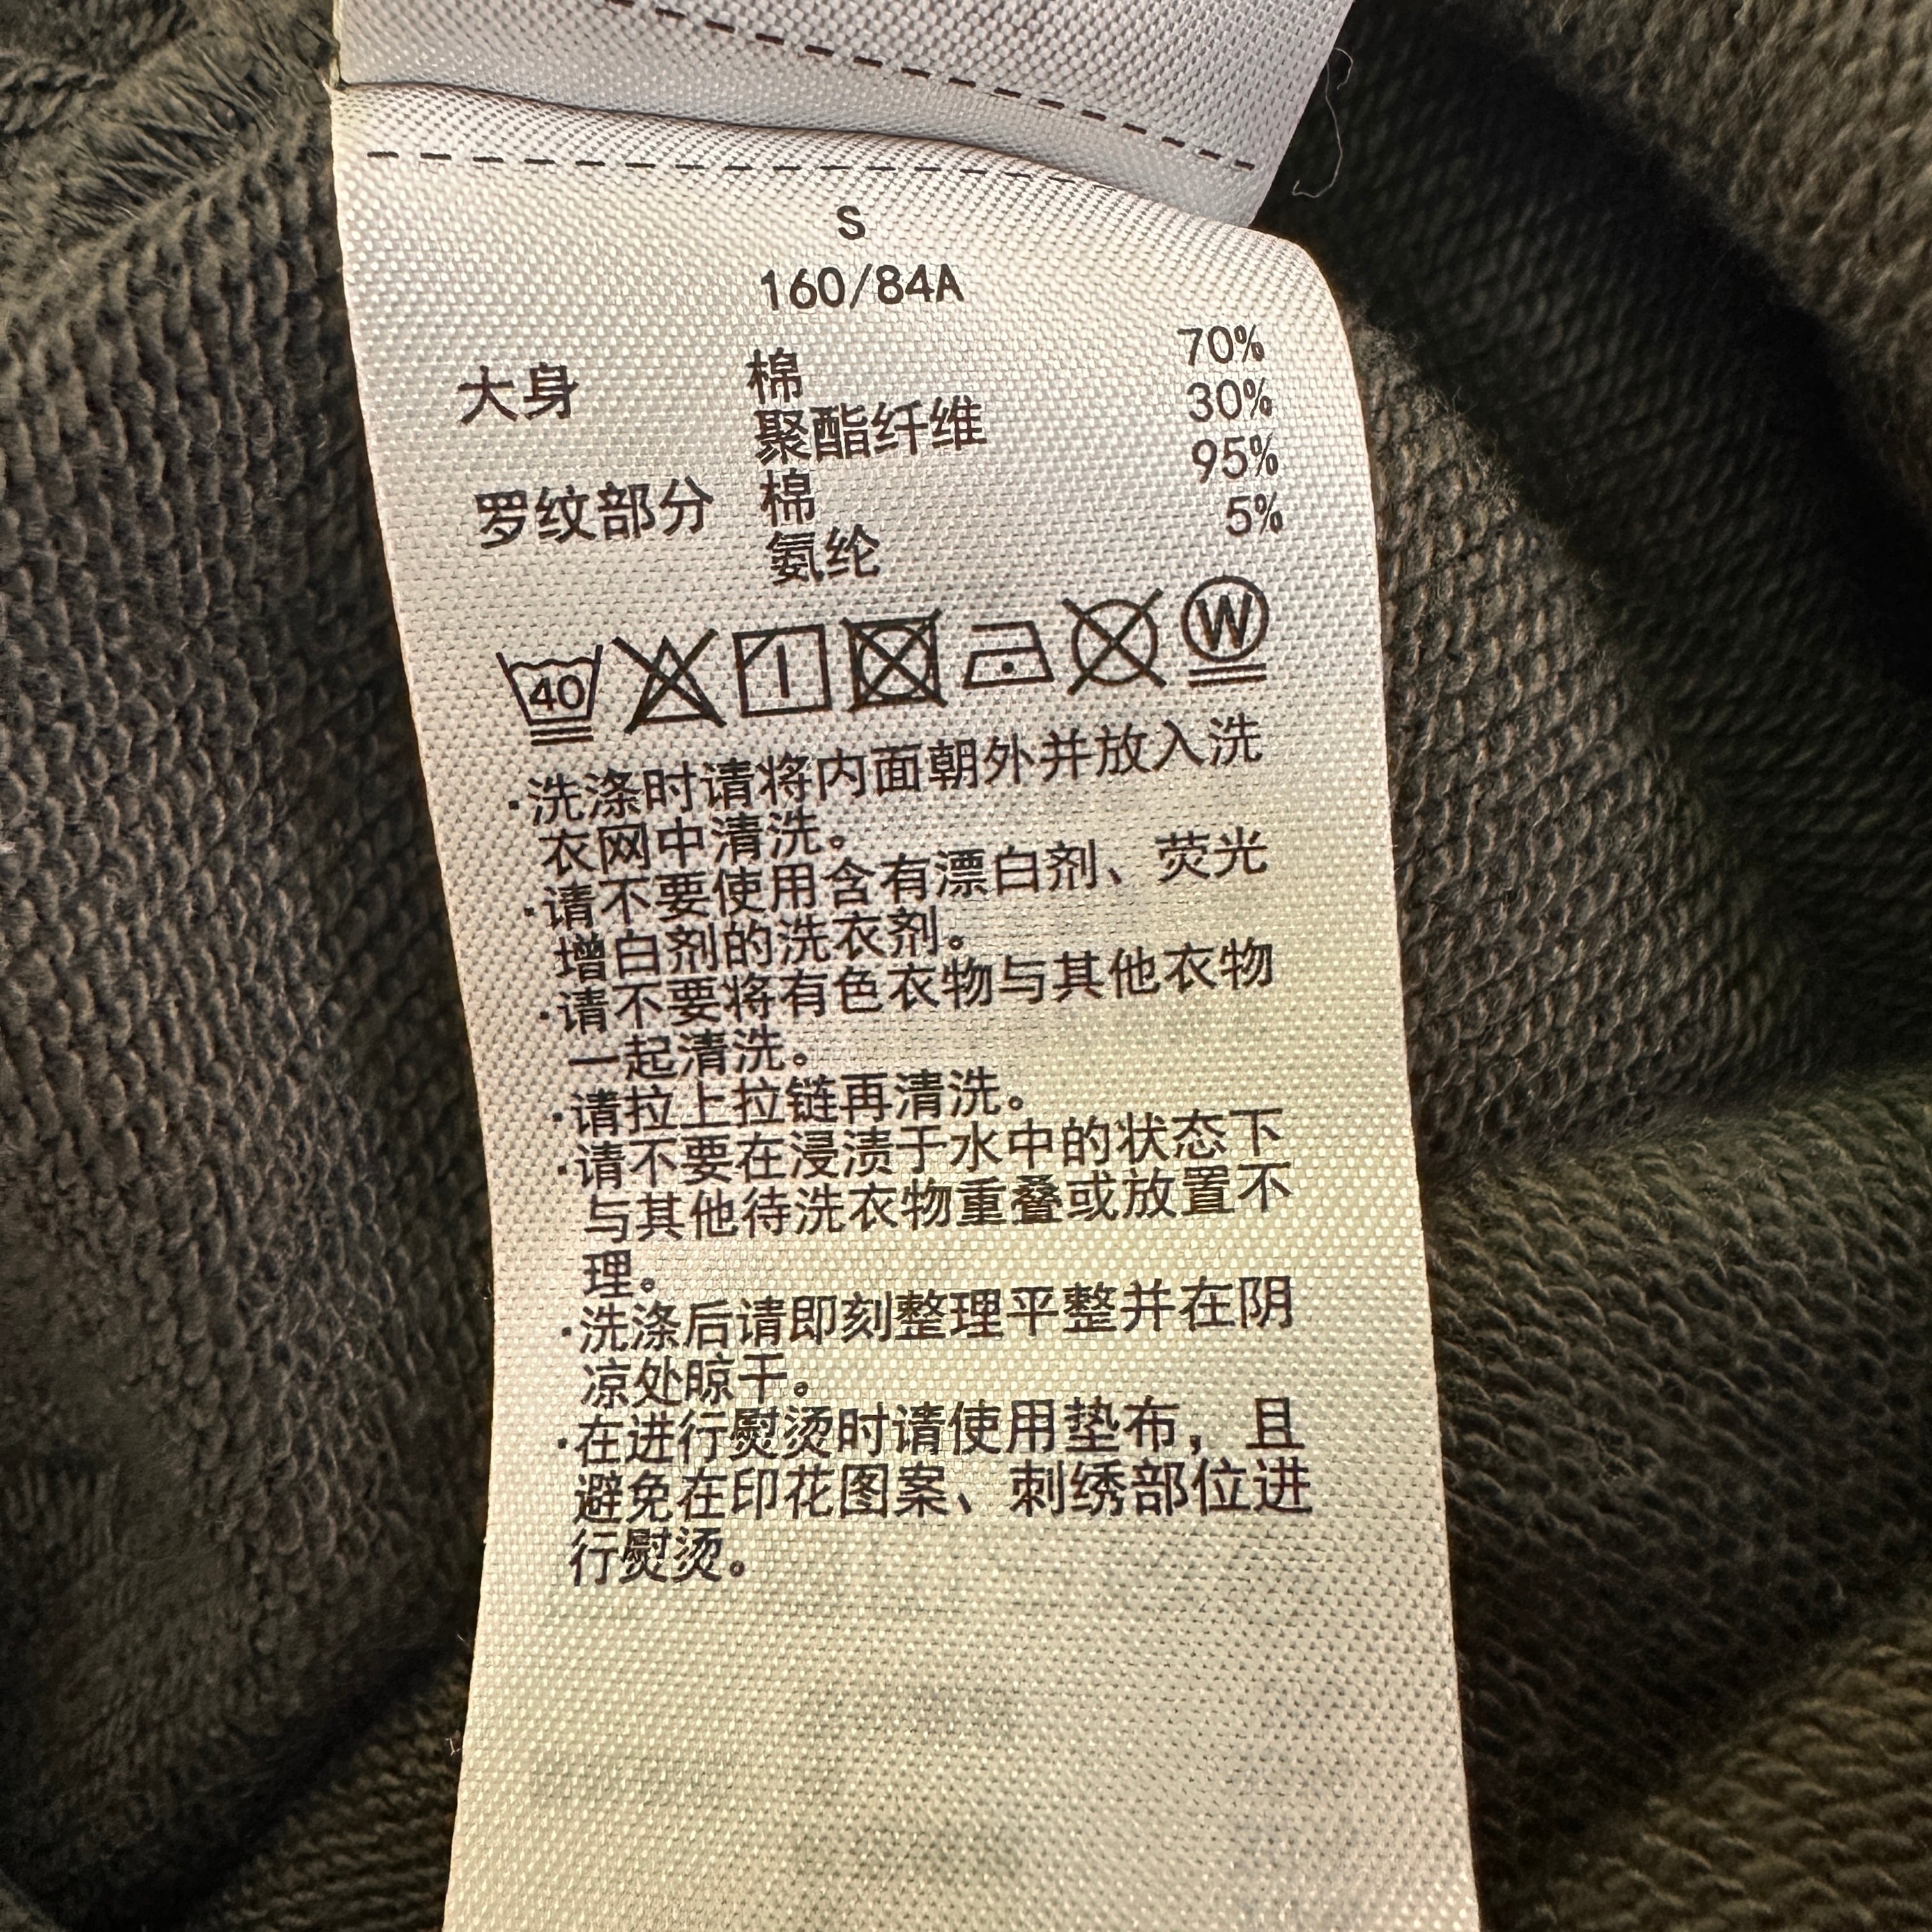 S
160/84A
大身 棉 70%
聚酯纤维 30%
罗纹部分 棉 95%
氨纶 5%
40 W
·洗涤时请将内面朝外并放入洗
衣网中清洗。
·请不要使用含有漂白剂、荧光
增白剂的洗衣剂。
·请不要将有色衣物与其他衣物
一起清洗。
·请拉上拉链再清洗。
·请不要在浸渍于水中的状态下
与其他待洗衣物重叠或放置不
理。
·洗涤后请即刻整理平整并在阴
凉处晾干。
·在进行熨烫时请使用垫布，且
避免在印花图案、刺绣部位进
行熨烫。